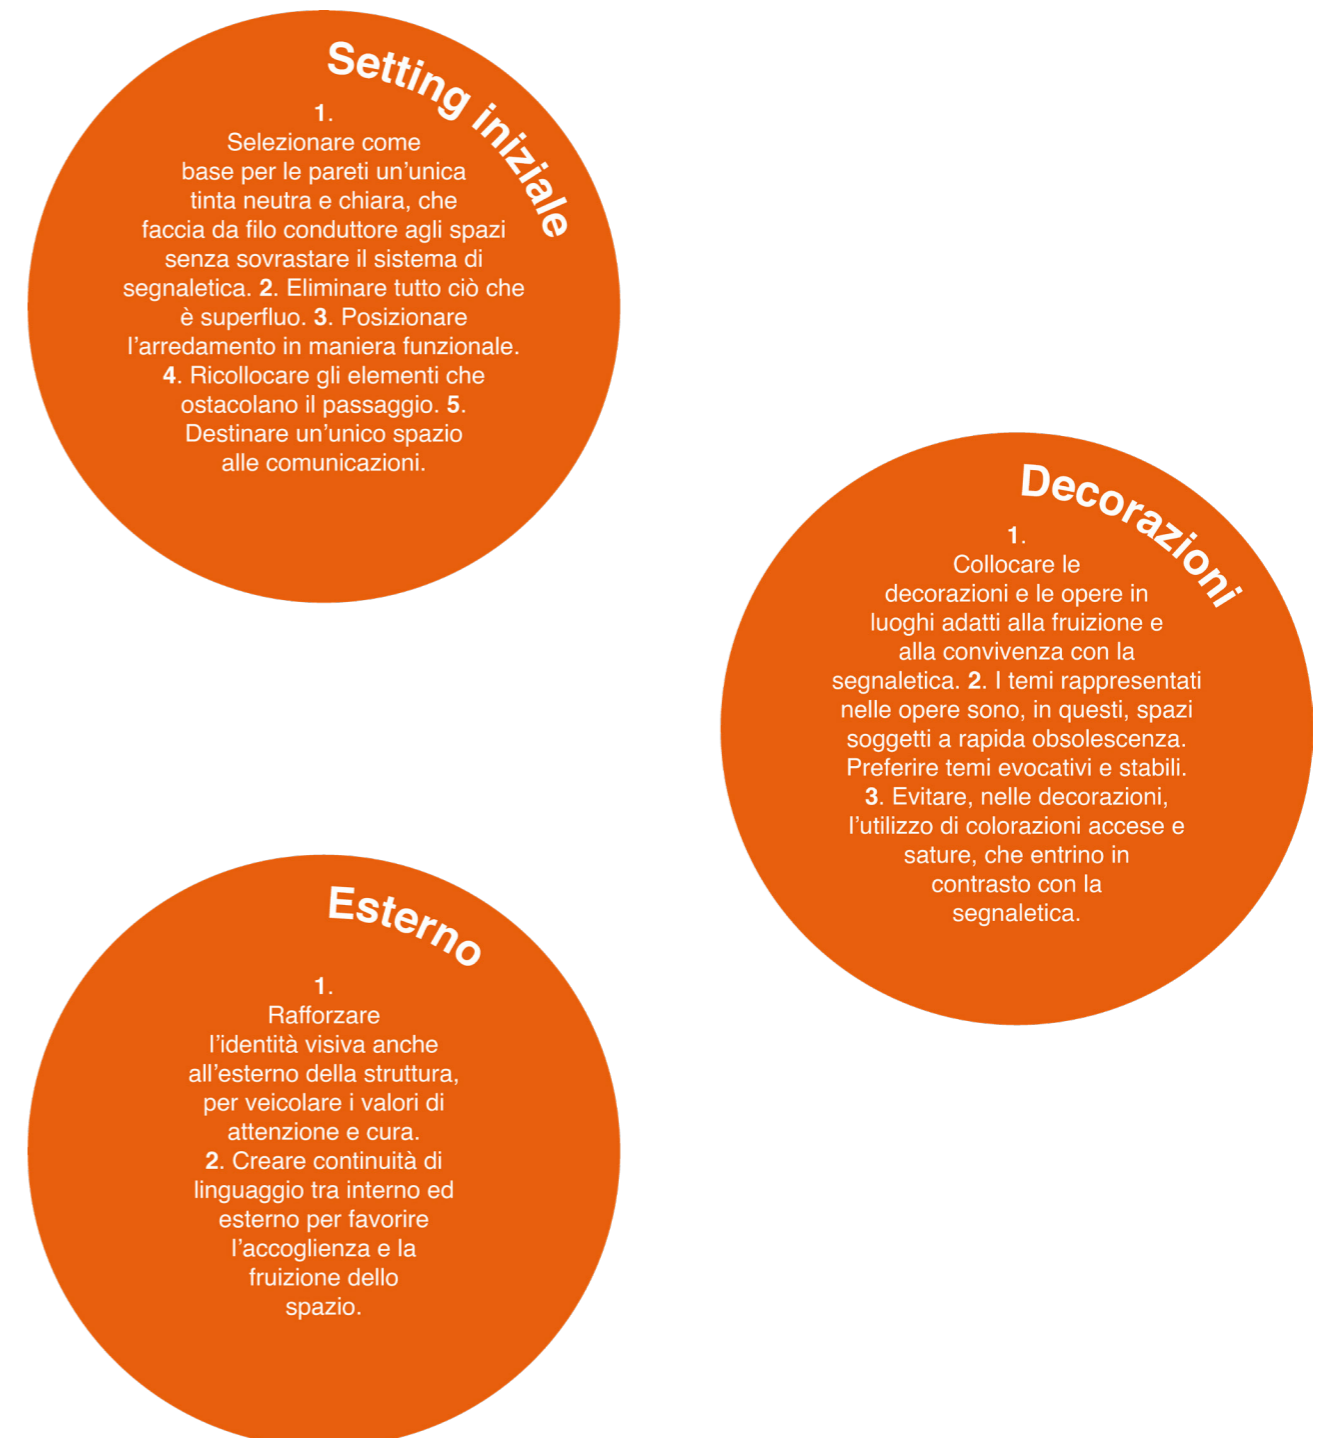 Setting iniziale
1.
Selezionare come
base per le pareti un’unica
tinta neutra e chiara, che
faccia da filo conduttore agli spazi
senza sovrastare il sistema di
segnaletica. 2. Eliminare tutto ciò che
è superfluo. 3. Posizionare
l’arredamento in maniera funzionale.
4. Ricollocare gli elementi che
ostacolano il passaggio. 5.
Destinare un’unico spazio
alle comunicazioni.
Decorazioni
1.
Collocare le
decorazioni e le opere in
luoghi adatti alla fruizione e
alla convivenza con la
segnaletica. 2. I temi rappresentati
nelle opere sono, in questi, spazi
soggetti a rapida obsolescenza.
Preferire temi evocativi e stabili.
3. Evitare, nelle decorazioni,
l’utilizzo di colorazioni accese e
sature, che entrino in
contrasto con la
segnaletica.
Esterno
1.
Rafforzare
l’identità visiva anche
all’esterno della struttura,
per veicolare i valori di
attenzione e cura.
2. Creare continuità di
linguaggio tra interno ed
esterno per favorire
l’accoglienza e la
fruizione dello
spazio.